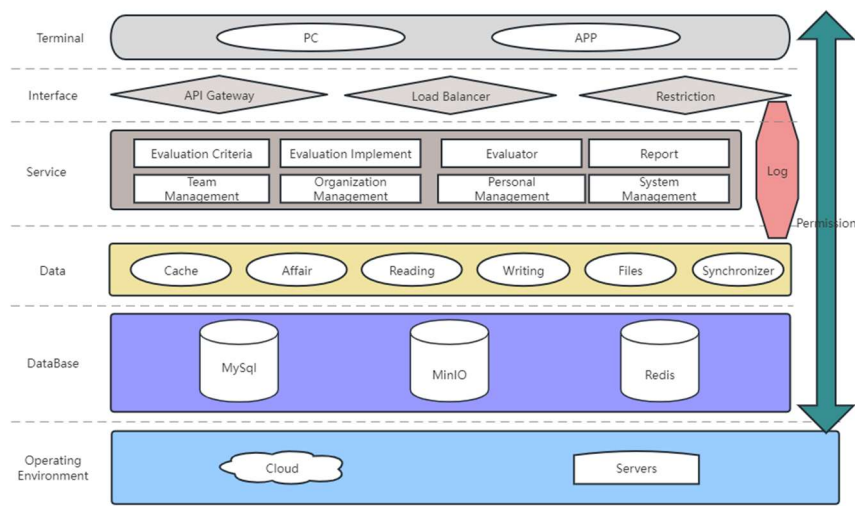 Terminal
PC
APP
Interface
API Gateway
Load Balancer
Restriction
Service
Evaluation Criteria
Evaluation Implement
Evaluator
Report
Team
Management
Organization
Management
Personal
Management
System
Management
Log
Permission
Data
Cache
Affair
Reading
Writing
Files
Synchronizer
DataBase
MySql
MinIO
Redis
Operating
Environment
Cloud
Servers